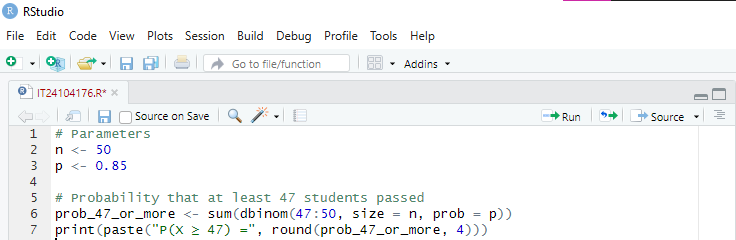 RStudio
File Edit Code View Plots Session Build Debug Profile Tools Help
Go to file/function Addins
IT24104176.R*
Source on Save Run Source
1 # Parameters
2 n <- 50
3 p <- 0.85
4
5 # Probability that at least 47 students passed
6 prob_47_or_more <- sum(dbinom(47:50, size = n, prob = p))
7 print(paste("P(X ≥ 47) =", round(prob_47_or_more, 4)))